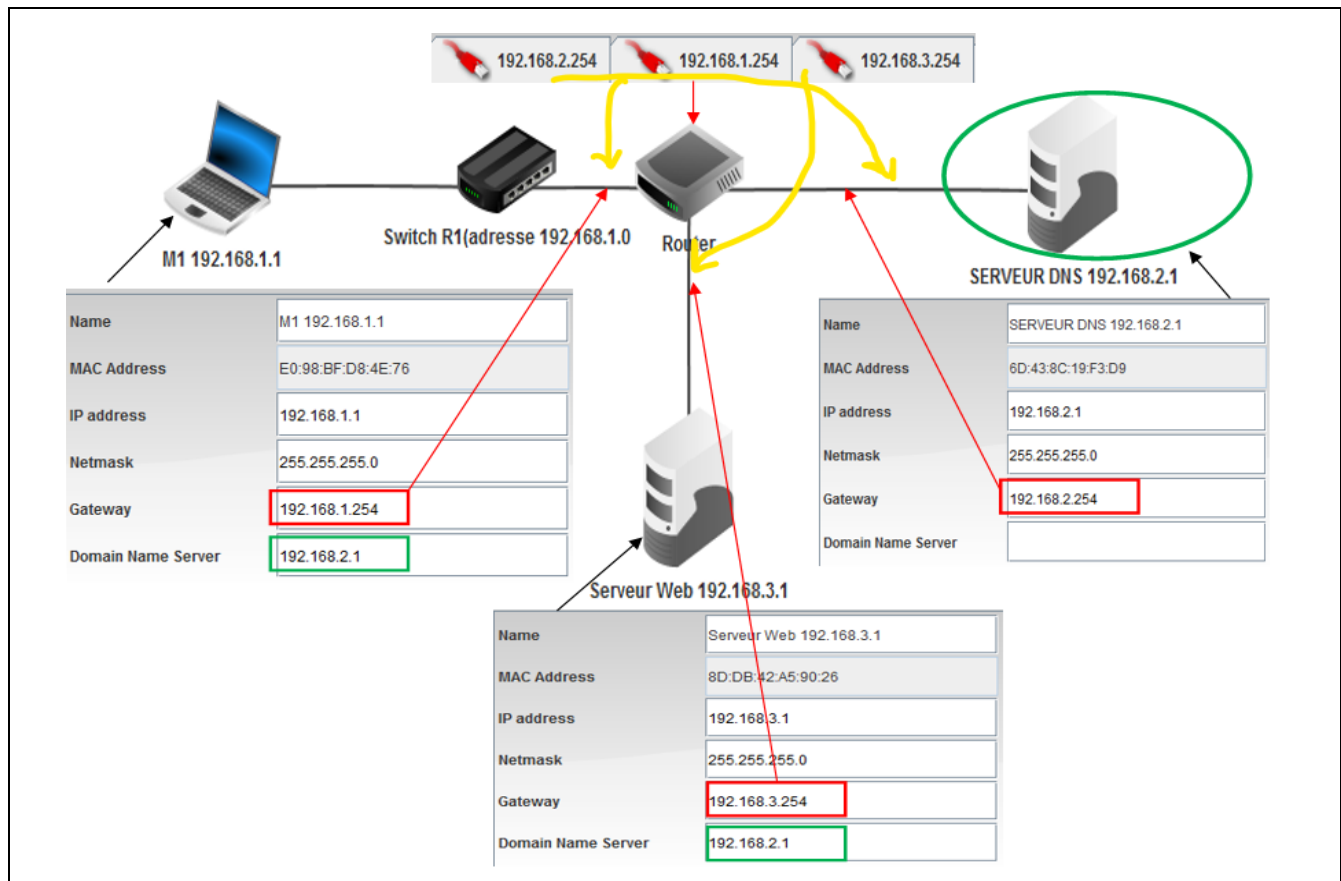 192.168.2.254 192.168.1.254 192.168.3.254
M1 192.168.1.1
Switch R1(adresse 192.168.1.0
Router
SERVEUR DNS 192.168.2.1
Name M1 192.168.1.1
MAC Address E0:98:BF:D8:4E:76
IP address 192.168.1.1
Netmask 255.255.255.0
Gateway 192.168.1.254
Domain Name Server 192.168.2.1
Name SERVEUR DNS 192.168.2.1
MAC Address 6D:43:8C:19:F3:D9
IP address 192.168.2.1
Netmask 255.255.255.0
Gateway 192.168.2.254
Domain Name Server
Serveur Web 192.168.3.1
Name Serveur Web 192.168.3.1
MAC Address 8D:DB:42:A5:90:26
IP address 192.168.3.1
Netmask 255.255.255.0
Gateway 192.168.3.254
Domain Name Server 192.168.2.1